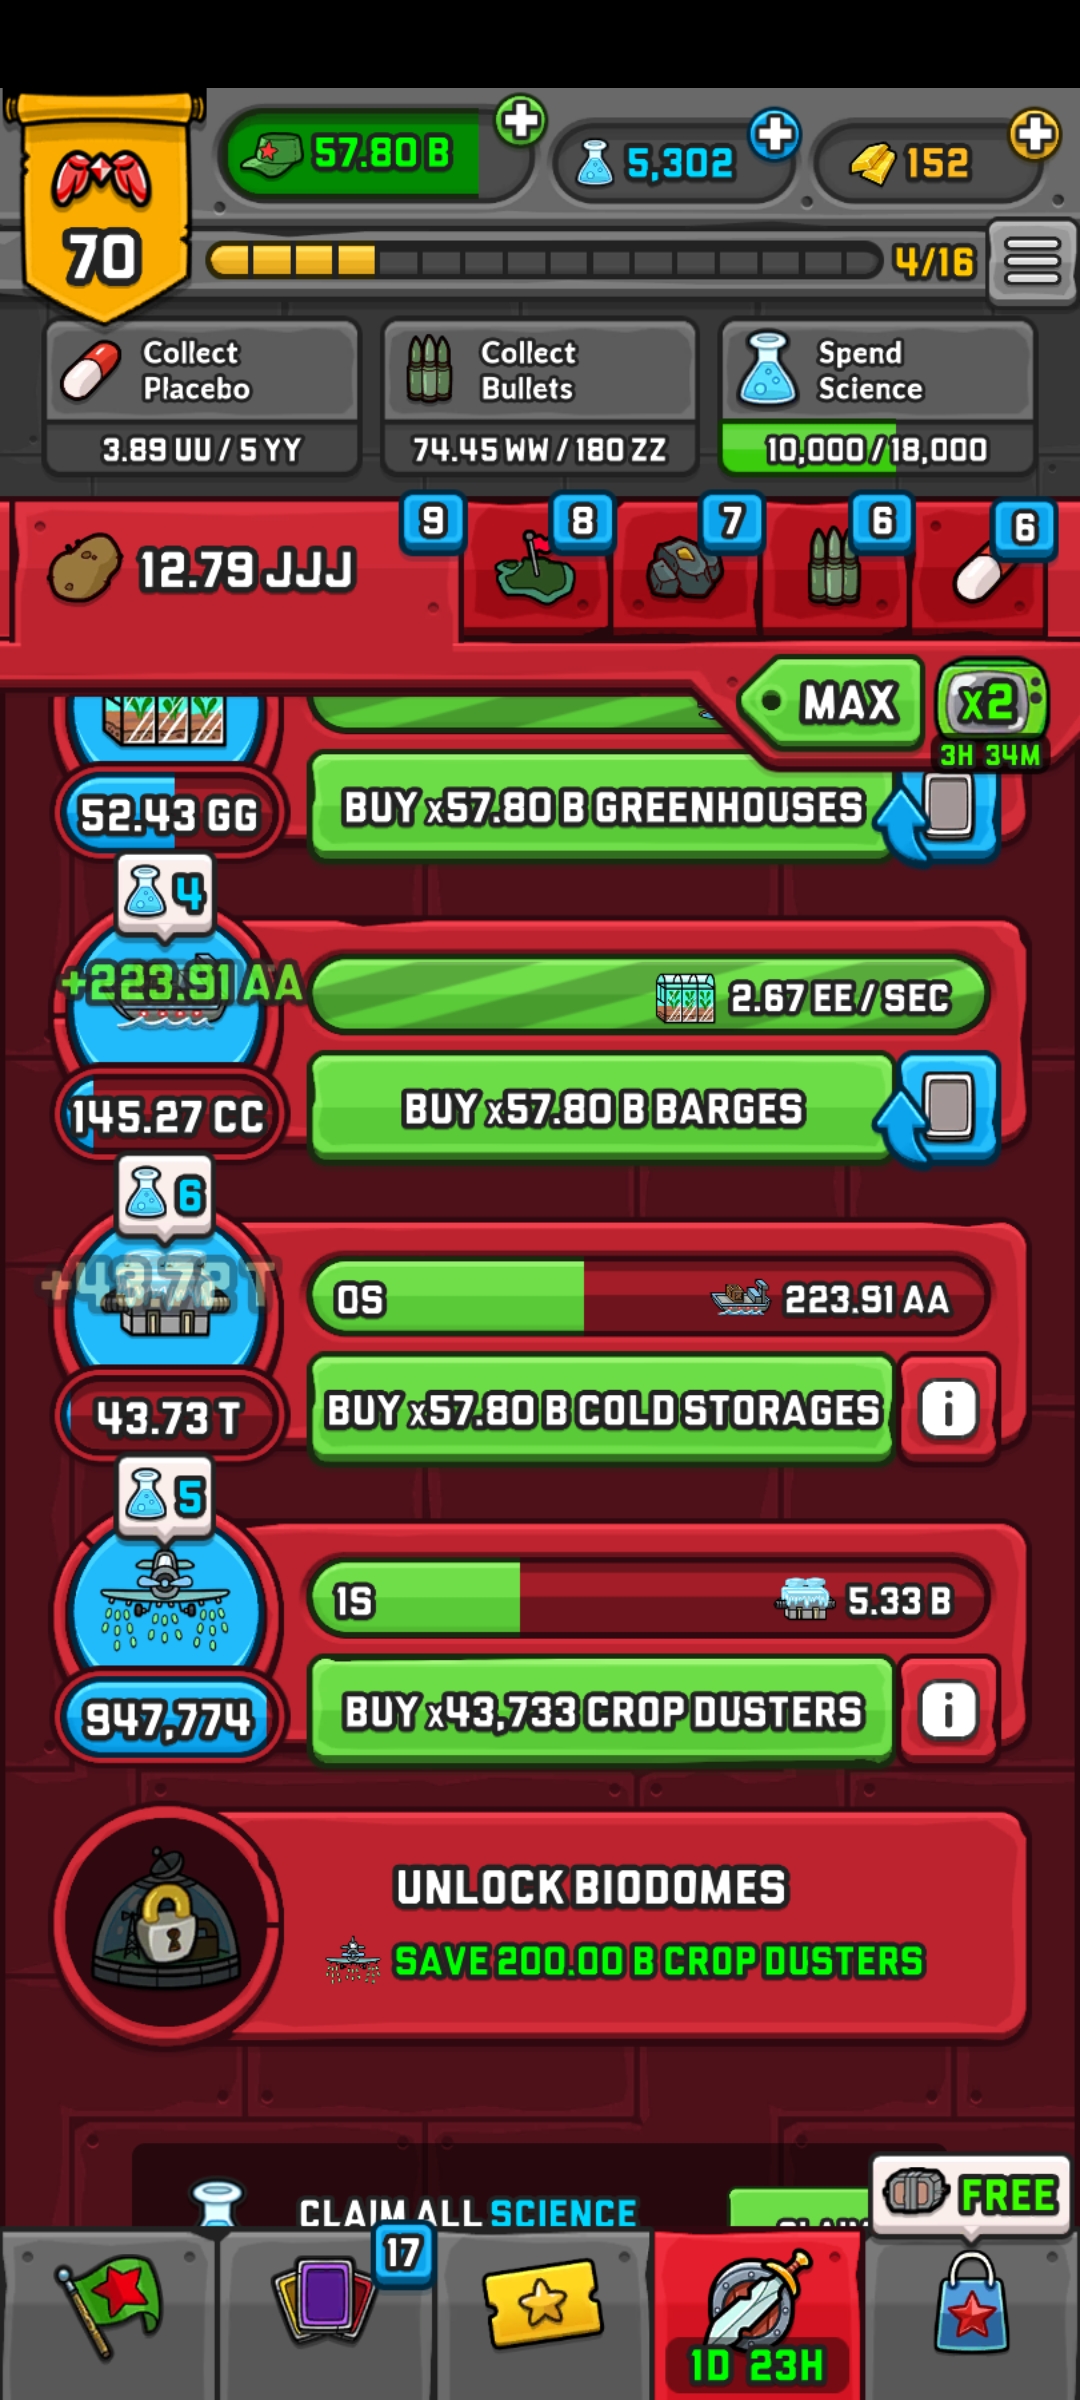 57.80 B
5,302
152
70
4/16
Collect
Placebo
3.89 UU / 5 YY
Collect
Bullets
74.45 WW / 180 ZZ
Spend
Science
10,000 / 18,000
12.79 JJJ
9
8
7
6
6
MAX
x2
3H 34M
52.43 GG
BUY x57.80 B GREENHOUSES
4
+223.91 AA
2.67 EE / SEC
145.27 CC
BUY x57.80 B BARGES
6
+43.72 T
0S
223.91 AA
43.73 T
BUY x57.80 B COLD STORAGES
i
5
1S
5.33 B
947,774
BUY x43,733 CROP DUSTERS
i
UNLOCK BIODOMES
SAVE 200.00 B CROP DUSTERS
CLAIM ALL SCIENCE
FREE
17
1D 23H